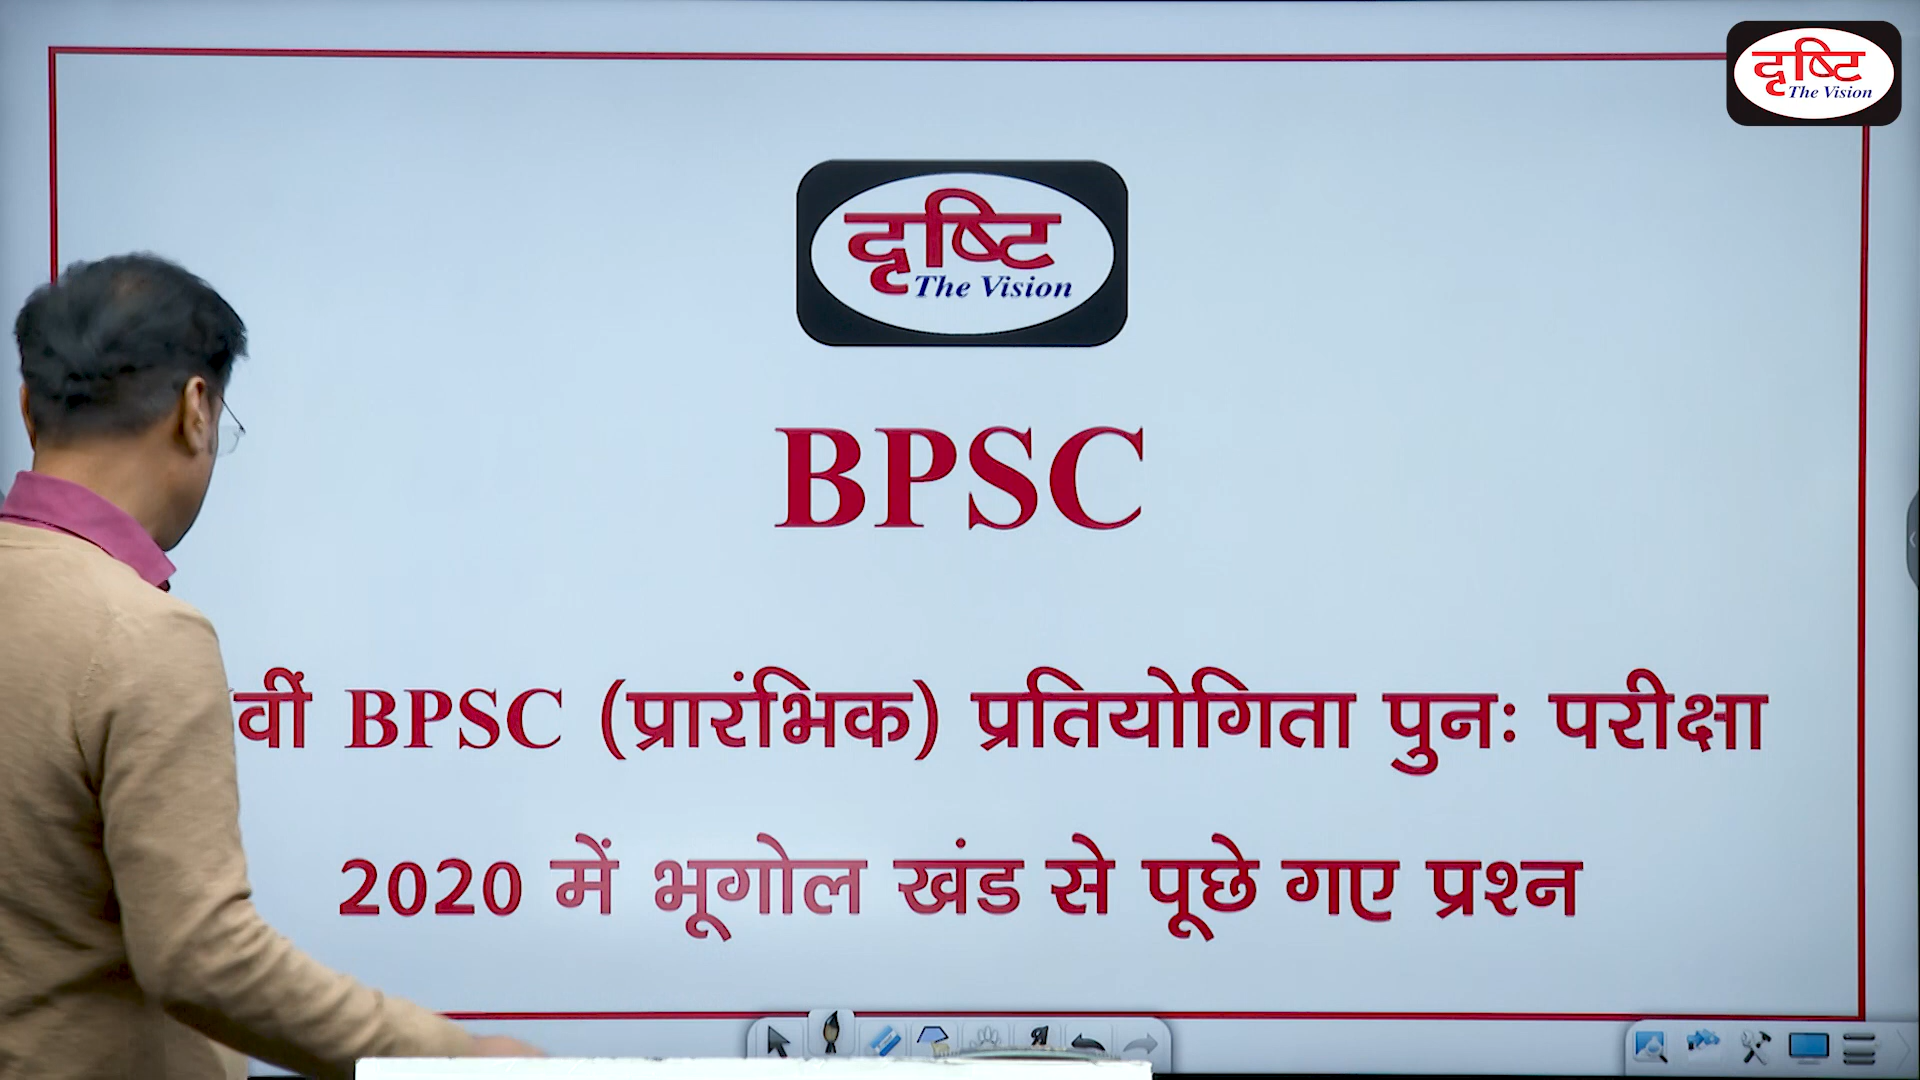 दृष्टि
The Vision
दृष्टि
The Vision
BPSC
वीं BPSC (प्रारंभिक) प्रतियोगिता पुनः परीक्षा
2020 में भूगोल खंड से पूछे गए प्रश्न